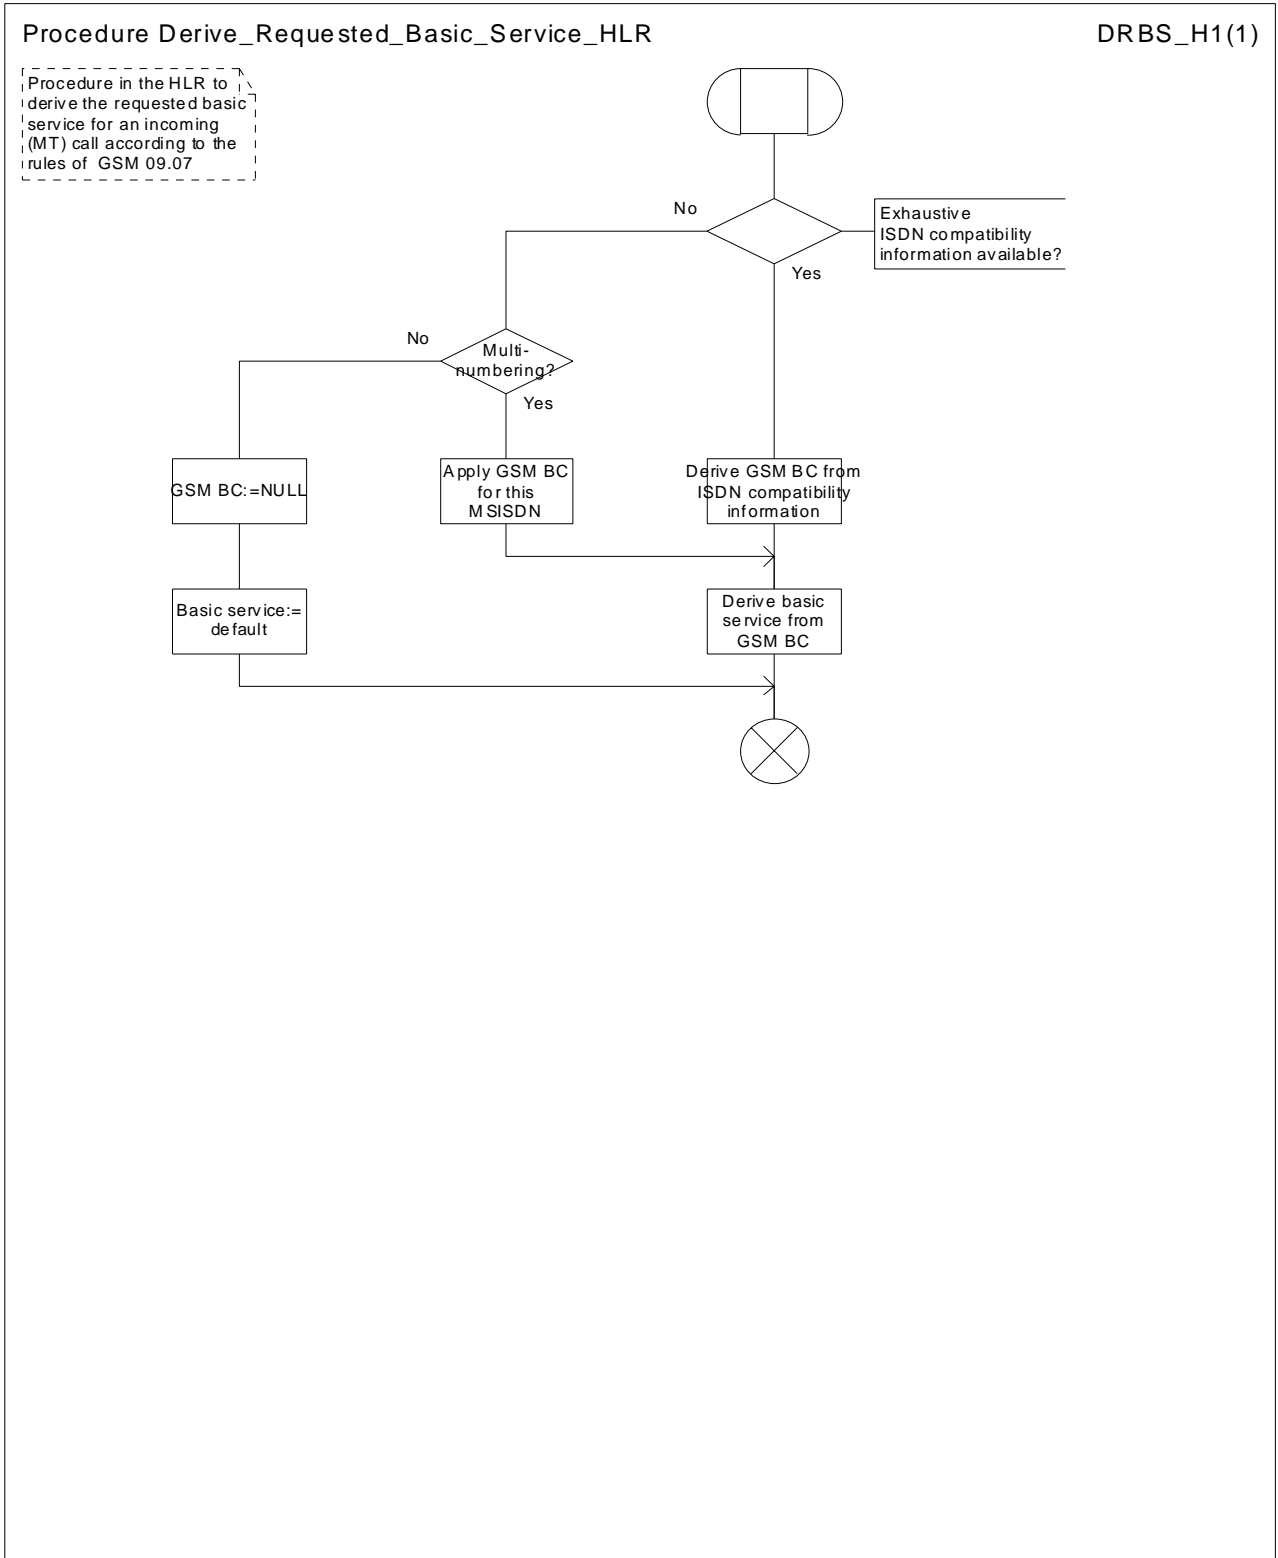 Procedure Derive_Requested_Basic_Service_HLR
DRBS_H1(1)
Procedure in the HLR to
derive the requested basic
service for an incoming
(MT) call according to the
rules of GSM 09.07
No
Exhaustive
ISDN compatibility
information available?
Yes
No
Multi-
numbering?
Yes
GSM BC:=NULL
Apply GSM BC
for this
MSISDN
Derive GSM BC from
ISDN compatibility
information
Basic service:=
default
Derive basic
service from
GSM BC